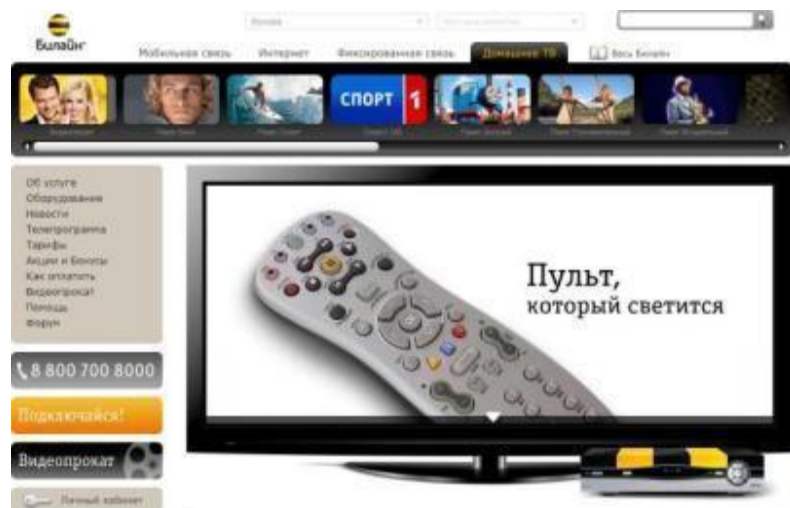 Билайн
Москва
Мобильная связь
Интернет
Фиксированная связь
Домашнее ТВ
Весь Билайн
СПОРТ 1
Об услуге
Оборудование
Новости
Телепрограмма
Тарифы
Акции и Бонусы
Как оплатить
Видеопрокат
Помощь
Форум
8 800 700 8000
Подключайся!
Видеопрокат
Личный кабинет
Пульт,
который светится